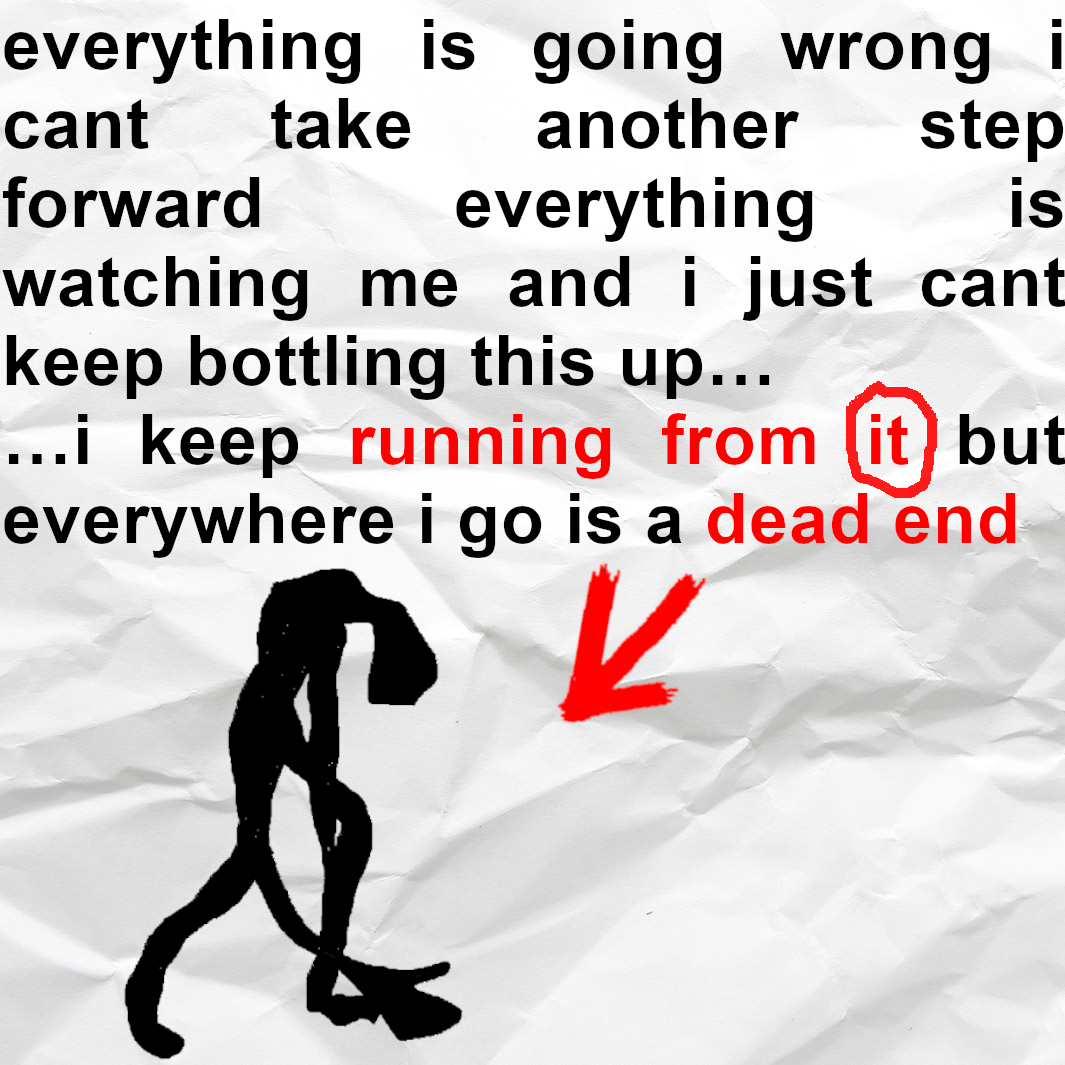 everything is going wrong i
cant take another step
forward everything is
watching me and i just cant
keep bottling this up...
...i keep running from it but
everywhere i go is a dead end